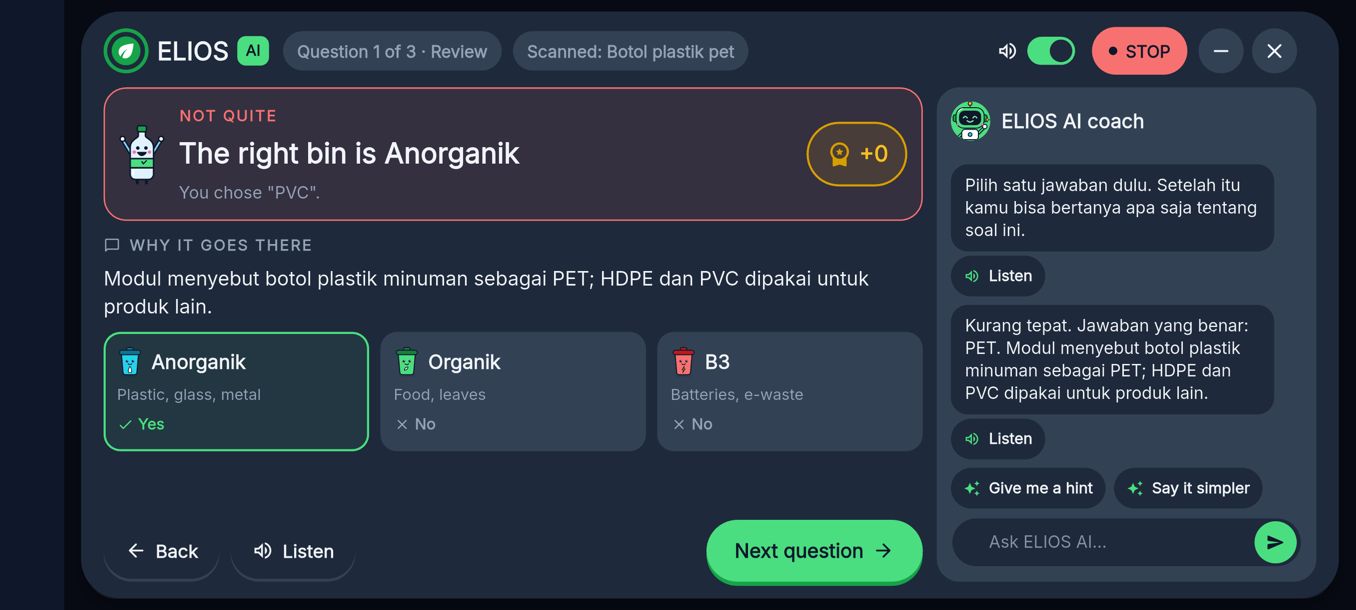 ELIOS AI
Question 1 of 3 · Review
Scanned: Botol plastik pet
STOP
NOT QUITE
The right bin is Anorganik
You chose "PVC".
+0
WHY IT GOES THERE
Modul menyebut botol plastik minuman sebagai PET; HDPE dan PVC dipakai untuk
produk lain.
Anorganik
Plastic, glass, metal
Yes
Organik
Food, leaves
No
B3
Batteries, e-waste
No
Back
Listen
Next question
ELIOS AI coach
Pilih satu jawaban dulu. Setelah itu
kamu bisa bertanya apa saja tentang
soal ini.
Listen
Kurang tepat. Jawaban yang benar:
PET. Modul menyebut botol plastik
minuman sebagai PET; HDPE dan
PVC dipakai untuk produk lain.
Listen
Give me a hint
Say it simpler
Ask ELIOS AI...